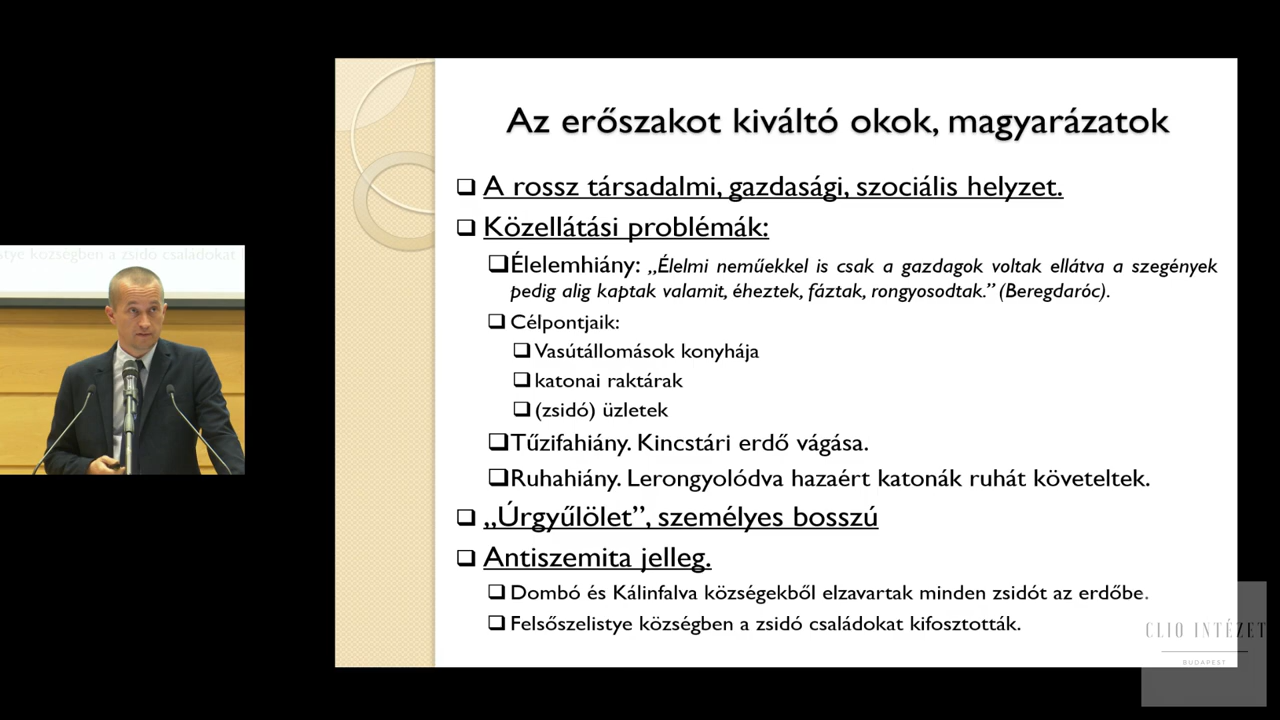 Az erőszakot kiváltó okok, magyarázatok
A rossz társadalmi, gazdasági, szociális helyzet.
Közellátási problémák:
Élelemhiány: „Élelmi neműekkel is csak a gazdagok voltak ellátva a szegények
pedig alig kaptak valamit, éheztek, fáztak, rongyosodtak.” (Beregdaróc).
Célpontjaik:
Vasútállomások konyhája
katonai raktárak
(zsidó) üzletek
Tűzifahiány. Kincstári erdő vágása.
Ruhahiány. Lerongyolódva hazaért katonák ruhát követeltek.
„Úrgyűlölet”, személyes bosszú
Antiszemita jelleg.
Dombó és Kálinfalva községekből elzavartak minden zsidót az erdőbe.
Felsőszelistye községben a zsidó családokat kifosztották.
községben a zsidó családokat
CLIO INTÉZET
BUDAPEST